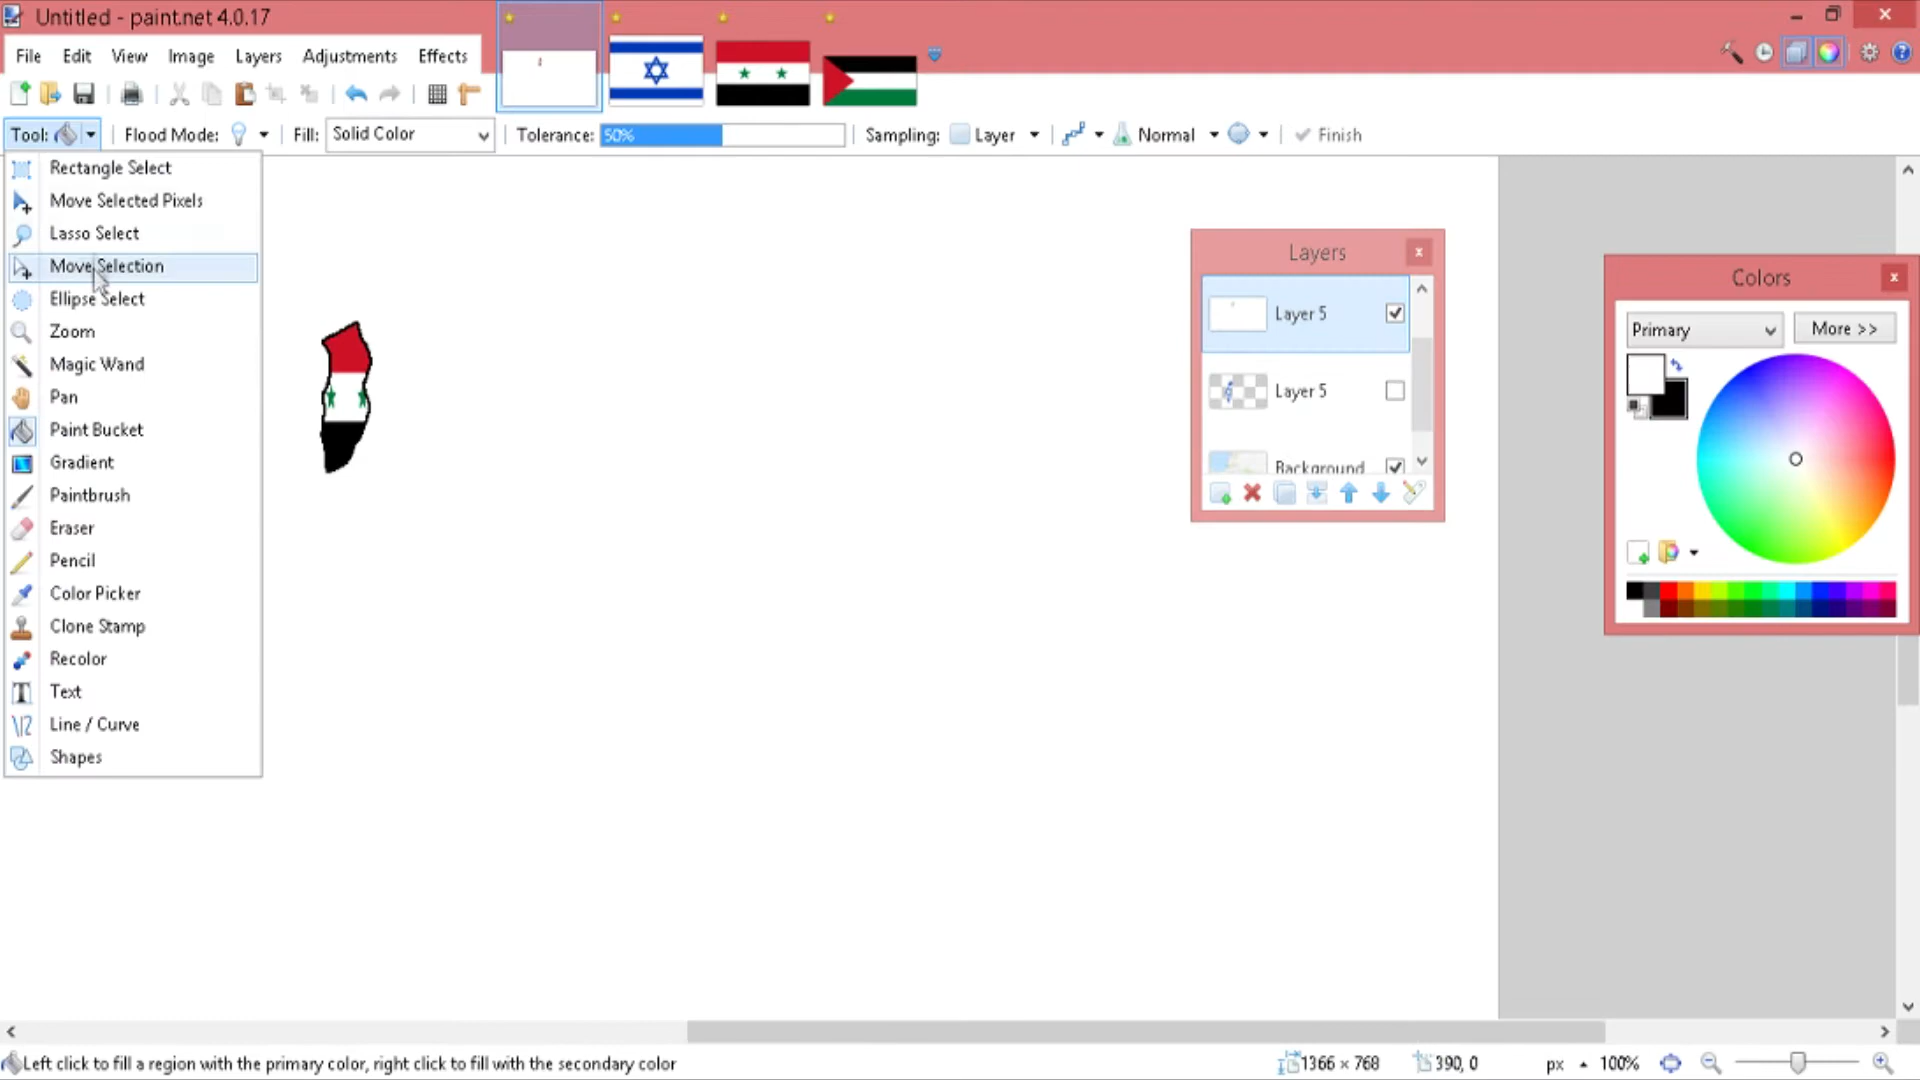 Untitled - paint.net 4.0.17
File Edit View Image Layers Adjustments Effects
Tool: Flood Mode: Fill: Solid Color Tolerance: 50% Sampling: Layer Normal Finish
Rectangle Select
Move Selected Pixels
Lasso Select
Move Selection
Ellipse Select
Zoom
Magic Wand
Pan
Paint Bucket
Gradient
Paintbrush
Eraser
Pencil
Color Picker
Clone Stamp
Recolor
Text
Line / Curve
Shapes
Layers
Layer 5
Layer 5
Background
Colors
Primary More >>
Left click to fill a region with the primary color, right click to fill with the secondary color
1366 × 768 390, 0 px 100%